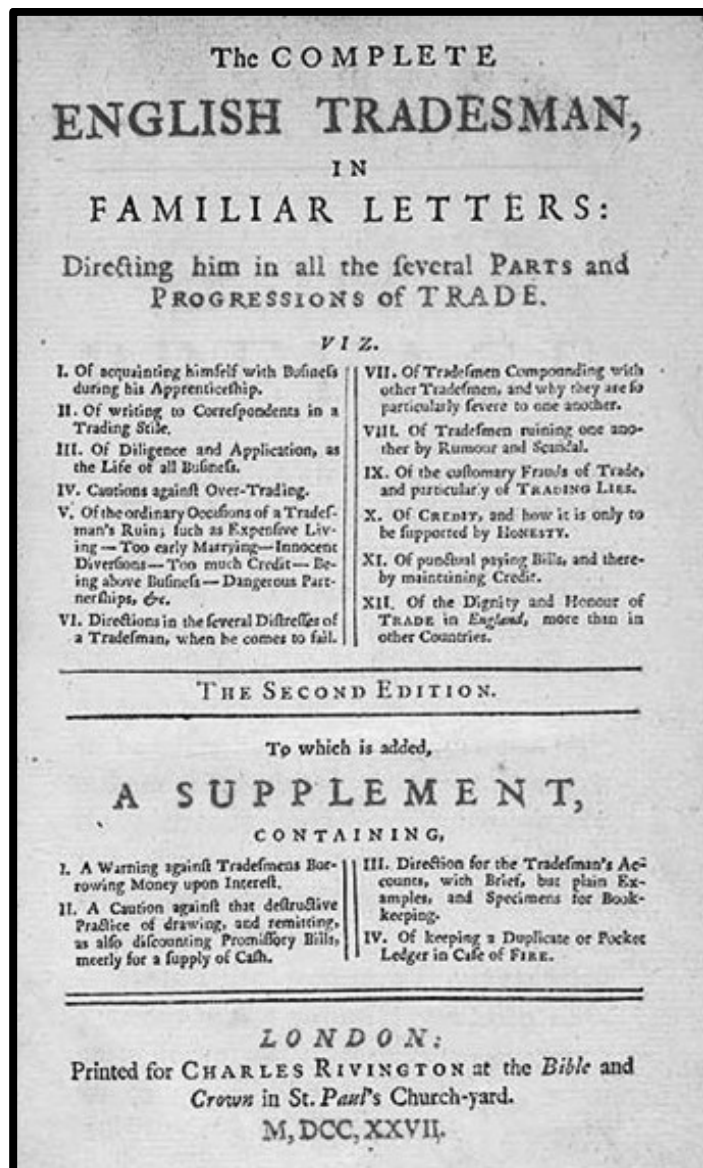 The COMPLETE
ENGLISH TRADESMAN,
IN
FAMILIAR LETTERS:
Directing him in all the ſeveral PARTS and
PROGRESSIONS of TRADE.
VIZ.
I. Of acquainting himſelf with Buſineſs
during his Apprenticeſhip.
II. Of writing to Correſpondents in a
Trading Stile.
III. Of Diligence and Application, as
the Life of all Buſineſs.
IV. Cautions againſt Over-Trading.
V. Of the ordinary Occaſions of a Tradeſ-
man's Ruin; ſuch as Expenſive Liv-
ing — Too early Marrying — Innocent
Diverſions — Too much Credit — Be-
ing above Buſineſs — Dangerous Part-
nerſhips, &c.
VI. Directions in the ſeveral Diſtreſſes of
a Tradeſman, when he comes to fail.
VII. Of Tradeſmen Compounding with
other Tradeſmen, and why they are ſo
particularly ſevere to one another.
VIII. Of Tradeſmen ruining one ano-
ther by Rumour and Scandal.
IX. Of the cuſtomary Frauds of Trade,
and particularly of TRADING LIES.
X. Of CREDIT, and how it is only to
be ſupported by HONESTY.
XI. Of punctual paying Bills, and there-
by maintaining Credit.
XII. Of the Dignity and Honour of
TRADE in England, more than in
other Countries.
THE SECOND EDITION.
To which is added,
A SUPPLEMENT,
CONTAINING,
I. A Warning againſt Tradeſmens Bor-
rowing Money upon Intereſt.
II. A Caution againſt that deſtructive
Practice of drawing, and remitting,
as alſo diſcounting Promiſſory Bills,
meerly for a ſupply of Caſh.
III. Direction for the Tradeſman's Ac-
counts, with Brief, but plain Ex-
amples, and Specimens for Book-
keeping.
IV. Of keeping a Duplicate or Pocket
Ledger in Caſe of FIRE.
LONDON:
Printed for CHARLES RIVINGTON at the Bible and
Crown in St. Paul's Church-yard.
M,DCC,XXVII.